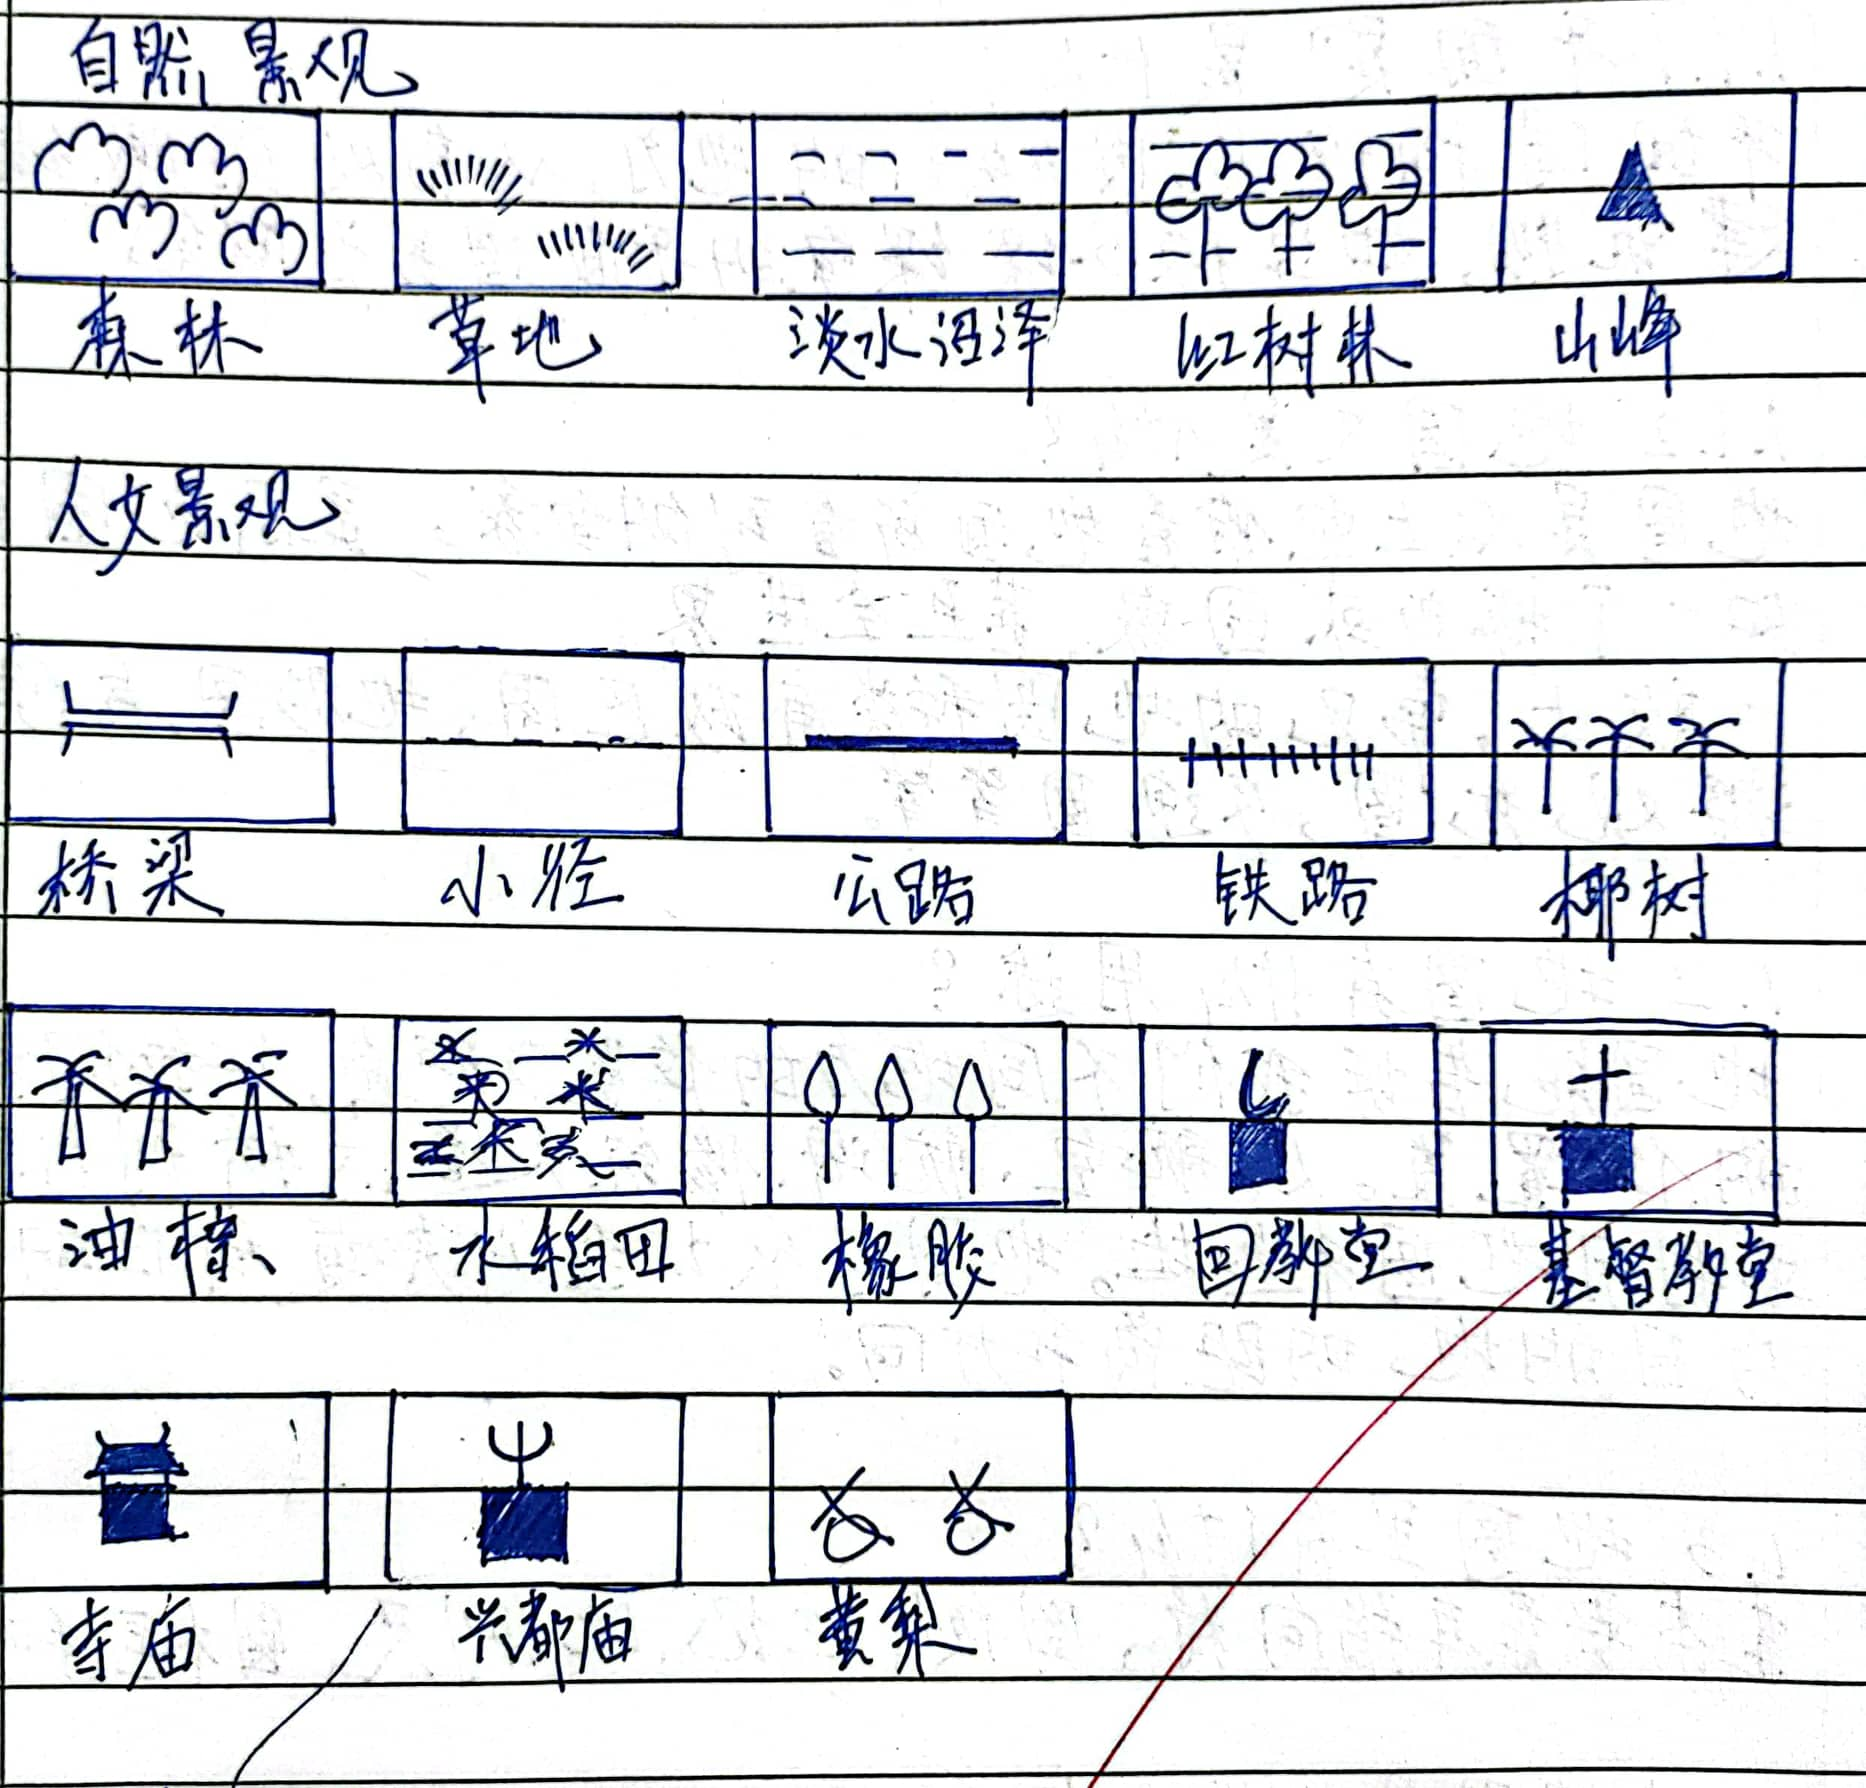 自然景观
森林 草地 淡水沼泽 红树林 山峰
人文景观
桥梁 小径 公路 铁路 椰树
油棕 水稻田 橡胶 回教堂 基督教堂
寺庙 兴都庙 黄梨